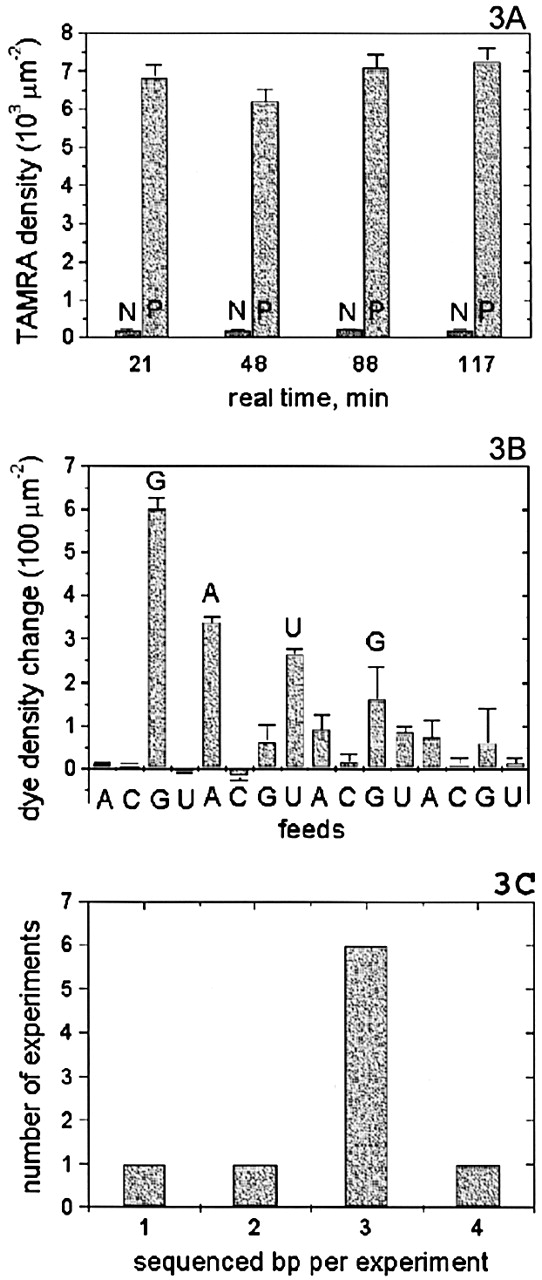 3A
TAMRA density (10³ μm⁻²)
8
7
6
5
4
3
2
1
0
N P N P N P N P
21 48 88 117
real time, min
3B
dye density change (100 μm⁻²)
7
6
5
4
3
2
1
0
G
A
U
G
A C G U A C G U A C G U A C G U
feeds
3C
number of experiments
7
6
5
4
3
2
1
0
1 2 3 4
sequenced bp per experiment